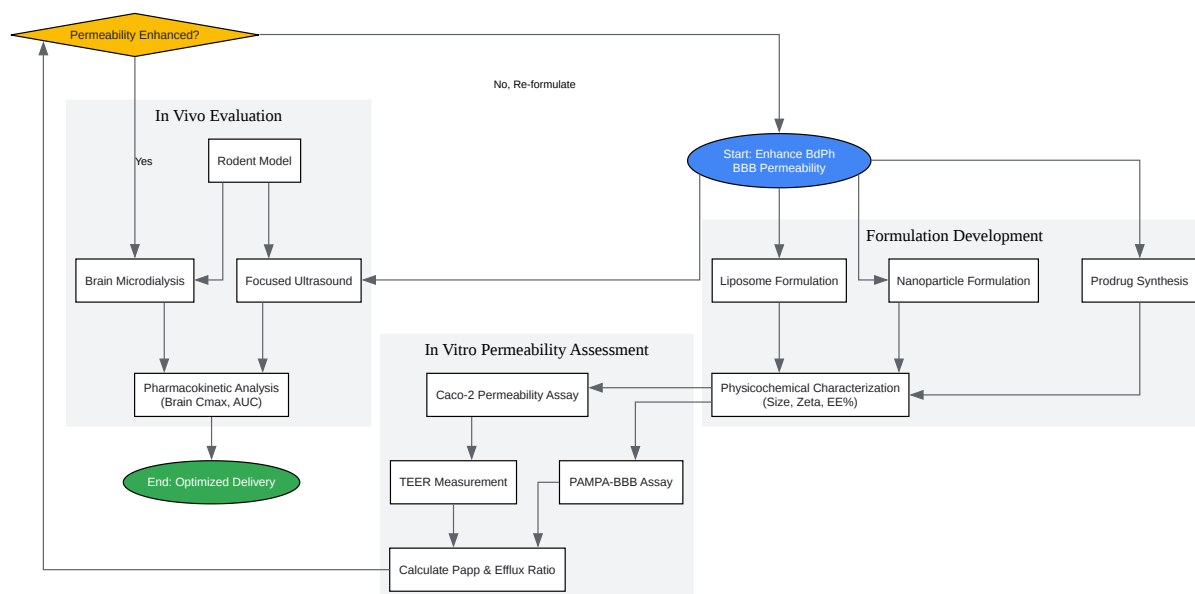 Permeability Enhanced?
No, Re-formulate
In Vivo Evaluation
Rodent Model
Yes
Brain Microdialysis
Focused Ultrasound
Pharmacokinetic Analysis
(Brain Cmax, AUC)
End: Optimized Delivery
Start: Enhance BdPh
BBB Permeability
Formulation Development
Liposome Formulation
Nanoparticle Formulation
Prodrug Synthesis
Physicochemical Characterization
(Size, Zeta, EE%)
In Vitro Permeability Assessment
Caco-2 Permeability Assay
TEER Measurement
PAMPA-BBB Assay
Calculate Papp & Efflux Ratio